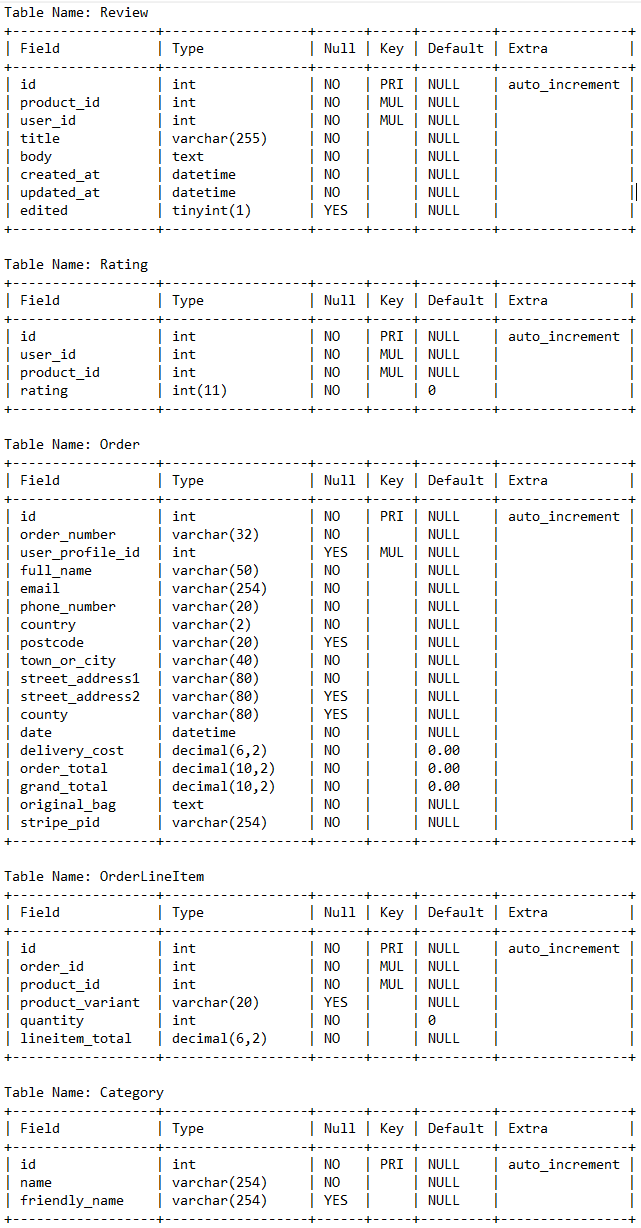 Table Name: Review
+------------------+------------------+------+-----+---------+----------------+
| Field            | Type             | Null | Key | Default | Extra          |
+------------------+------------------+------+-----+---------+----------------+
| id               | int              | NO   | PRI | NULL    | auto_increment |
| product_id       | int              | NO   | MUL | NULL    |                |
| user_id          | int              | NO   | MUL | NULL    |                |
| title            | varchar(255)     | NO   |     | NULL    |                |
| body             | text             | NO   |     | NULL    |                |
| created_at       | datetime         | NO   |     | NULL    |                |
| updated_at       | datetime         | NO   |     | NULL    |                |
| edited           | tinyint(1)       | YES  |     | NULL    |                |
+------------------+------------------+------+-----+---------+----------------+
Table Name: Rating
+------------------+------------------+------+-----+---------+----------------+
| Field            | Type             | Null | Key | Default | Extra          |
+------------------+------------------+------+-----+---------+----------------+
| id               | int              | NO   | PRI | NULL    | auto_increment |
| user_id          | int              | NO   | MUL | NULL    |                |
| product_id       | int              | NO   | MUL | NULL    |                |
| rating           | int(11)          | NO   |     | 0       |                |
+------------------+------------------+------+-----+---------+----------------+
Table Name: Order
+------------------+------------------+------+-----+---------+----------------+
| Field            | Type             | Null | Key | Default | Extra          |
+------------------+------------------+------+-----+---------+----------------+
| id               | int              | NO   | PRI | NULL    | auto_increment |
| order_number     | varchar(32)      | NO   |     | NULL    |                |
| user_profile_id  | int              | YES  | MUL | NULL    |                |
| full_name        | varchar(50)      | NO   |     | NULL    |                |
| email            | varchar(254)     | NO   |     | NULL    |                |
| phone_number     | varchar(20)      | NO   |     | NULL    |                |
| country          | varchar(2)       | NO   |     | NULL    |                |
| postcode         | varchar(20)      | YES  |     | NULL    |                |
| town_or_city     | varchar(40)      | NO   |     | NULL    |                |
| street_address1  | varchar(80)      | NO   |     | NULL    |                |
| street_address2  | varchar(80)      | YES  |     | NULL    |                |
| county           | varchar(80)      | YES  |     | NULL    |                |
| date             | datetime         | NO   |     | NULL    |                |
| delivery_cost    | decimal(6,2)     | NO   |     | 0.00    |                |
| order_total      | decimal(10,2)    | NO   |     | 0.00    |                |
| grand_total      | decimal(10,2)    | NO   |     | 0.00    |                |
| original_bag     | text             | NO   |     | NULL    |                |
| stripe_pid       | varchar(254)     | NO   |     | NULL    |                |
+------------------+------------------+------+-----+---------+----------------+
Table Name: OrderLineItem
+------------------+------------------+------+-----+---------+----------------+
| Field            | Type             | Null | Key | Default | Extra          |
+------------------+------------------+------+-----+---------+----------------+
| id               | int              | NO   | PRI | NULL    | auto_increment |
| order_id         | int              | NO   | MUL | NULL    |                |
| product_id       | int              | NO   | MUL | NULL    |                |
| product_variant  | varchar(20)      | YES  |     | NULL    |                |
| quantity         | int              | NO   |     | 0       |                |
| lineitem_total   | decimal(6,2)     | NO   |     | NULL    |                |
+------------------+------------------+------+-----+---------+----------------+
Table Name: Category
+------------------+------------------+------+-----+---------+----------------+
| Field            | Type             | Null | Key | Default | Extra          |
+------------------+------------------+------+-----+---------+----------------+
| id               | int              | NO   | PRI | NULL    | auto_increment |
| name             | varchar(254)     | NO   |     | NULL    |                |
| friendly_name    | varchar(254)     | YES  |     | NULL    |                |
+------------------+------------------+------+-----+---------+----------------+